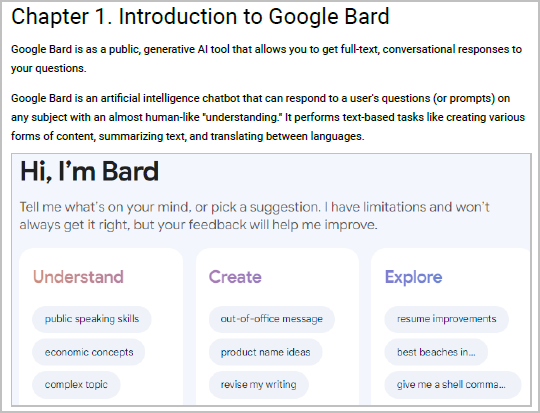 Chapter 1. Introduction to Google Bard
Google Bard is as a public, generative AI tool that allows you to get full-text, conversational responses to
your questions.
Google Bard is an artificial intelligence chatbot that can respond to a user's questions (or prompts) on
any subject with an almost human-like "understanding." It performs text-based tasks like creating various
forms of content, summarizing text, and translating between languages.
Hi, I'm Bard
Tell me what's on your mind, or pick a suggestion. I have limitations and won't
always get it right, but your feedback will help me improve.
Understand
public speaking skills
economic concepts
complex topic
Create
out-of-office message
product name ideas
revise my writing
Explore
resume improvements
best beaches in...
give me a shell comma...